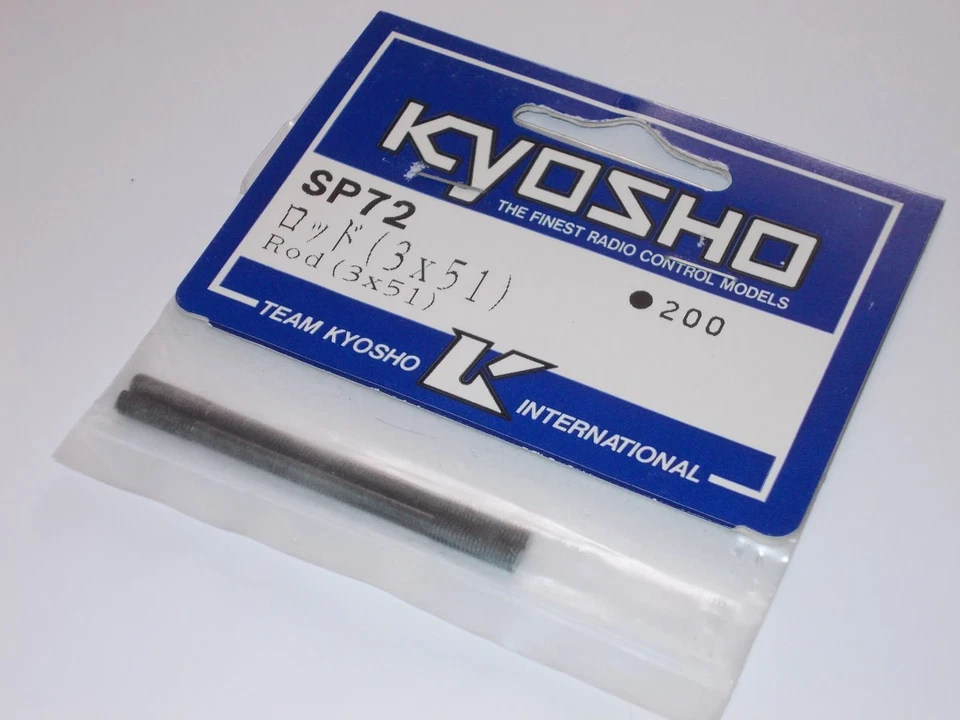 KYOSHO
THE FINEST RADIO CONTROL MODELS
SP72
ロッド(3x51)
Rod(3x51)
●200
TEAM KYOSHO K INTERNATIONAL